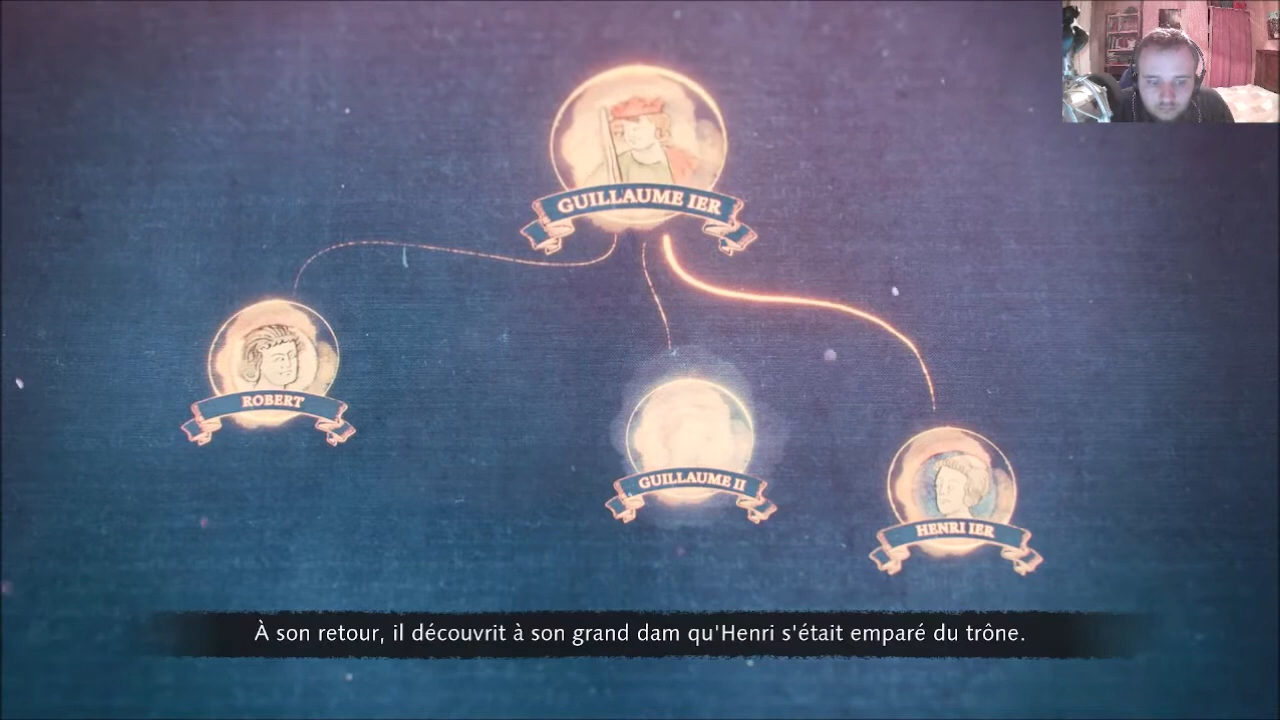 GUILLAUME IER
ROBERT
GUILLAUME II
HENRI IER
À son retour, il découvrit à son grand dam qu'Henri s'était emparé du trône.